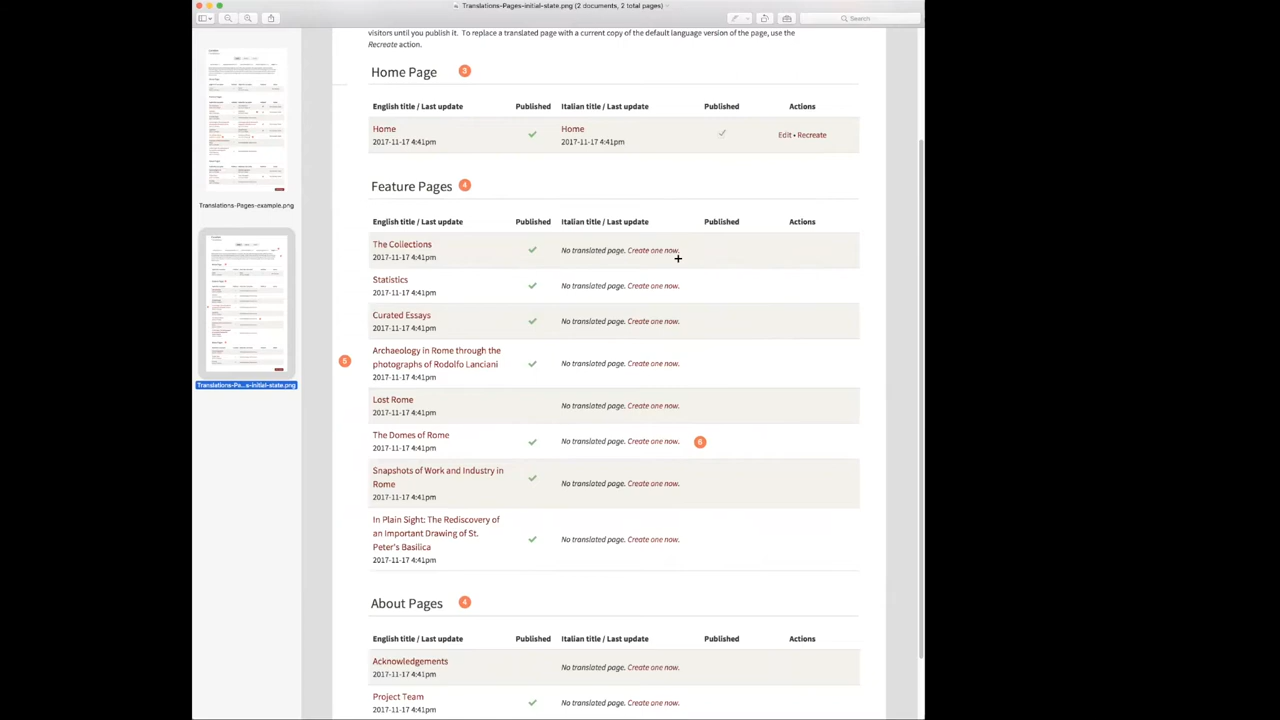 Translations-Pages-initial-state.png (2 documents, 2 total pages)
Search
visitors until you publish it. To replace a translated page with a current copy of the default language version of the page, use the
Recreate action.
Home Page 3
English title / Last update Published Italian title / Last update Published Actions
Home Home Edit • Recreate
2017-11-17 4:41pm 2017-11-17 4:41pm
Translations-Pages-example.png
Feature Pages 4
English title / Last update Published Italian title / Last update Published Actions
The Collections
2017-11-17 4:41pm
No translated page. Create one now.
Statistics
2017-11-17 4:41pm
No translated page. Create one now.
Curated Essays
2017-11-17 4:41pm
No translated page. Create one now.
5
Archaeology in Rome through the
photographs of Rodolfo Lanciani
2017-11-17 4:41pm
No translated page. Create one now.
Translations-Pa...s-initial-state.png
Lost Rome
2017-11-17 4:41pm
No translated page. Create one now.
The Domes of Rome
2017-11-17 4:41pm
No translated page. Create one now. 6
Snapshots of Work and Industry in
Rome
2017-11-17 4:41pm
No translated page. Create one now.
In Plain Sight: The Rediscovery of
an Important Drawing of St.
Peter's Basilica
2017-11-17 4:41pm
No translated page. Create one now.
About Pages 4
English title / Last update Published Italian title / Last update Published Actions
Acknowledgements
2017-11-17 4:41pm
No translated page. Create one now.
Project Team
2017-11-17 4:41pm
No translated page. Create one now.